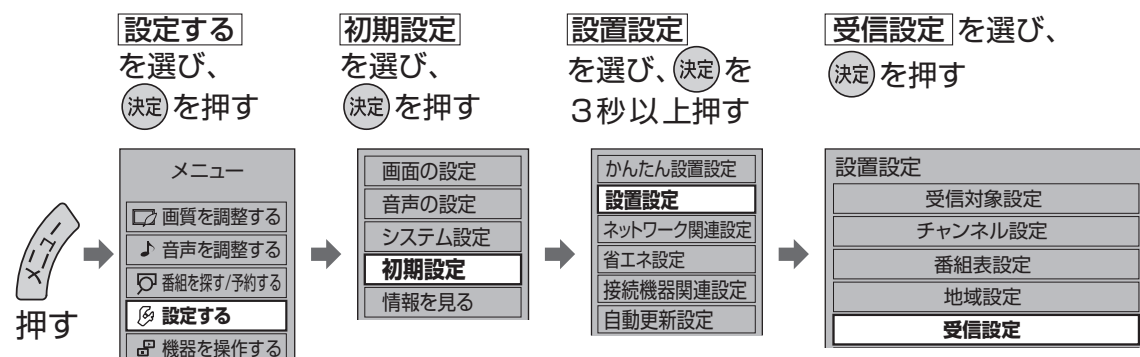 設定する
を選び、
決定を押す
初期設定
を選び、
決定を押す
設置設定
を選び、決定を
3秒以上押す
受信設定を選び、
決定を押す
メニュー
押す
メニュー
画質を調整する
音声を調整する
番組を探す/予約する
設定する
機器を操作する
画面の設定
音声の設定
システム設定
初期設定
情報を見る
かんたん設置設定
設置設定
ネットワーク関連設定
省エネ設定
接続機器関連設定
自動更新設定
設置設定
受信対象設定
チャンネル設定
番組表設定
地域設定
受信設定